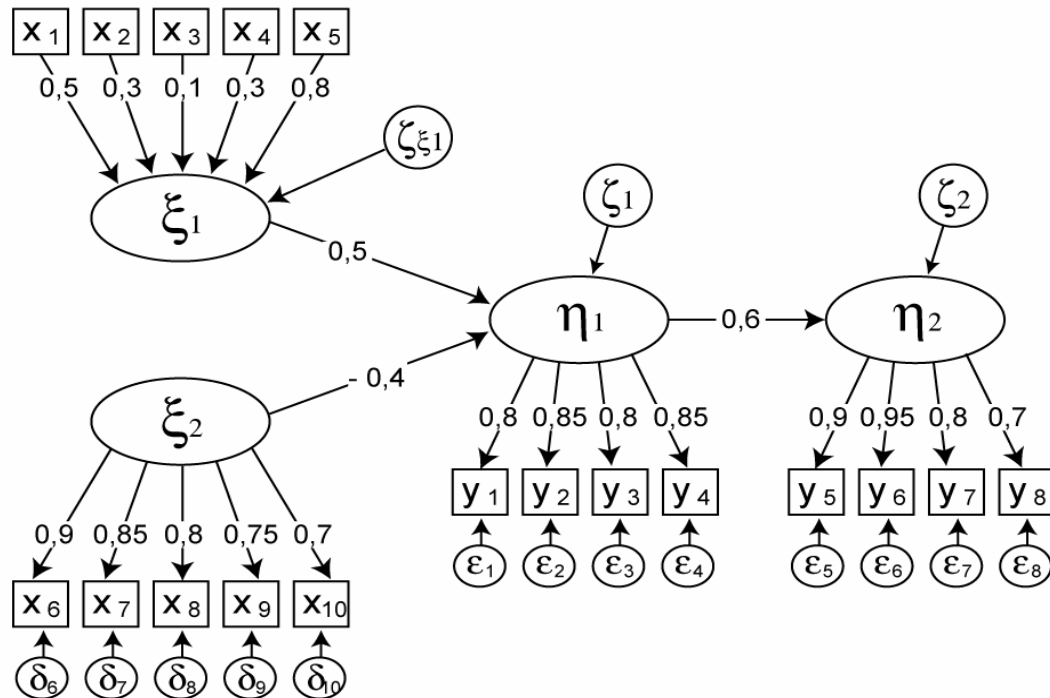 x1 x2 x3 x4 x5
0,5 0,3 0,1 0,3 0,8
ζξ1
ξ1
ζ1
ζ2
0,5
η1
0,6
η2
- 0,4
ξ2
0,8 0,85 0,8 0,85
0,9 0,95 0,8 0,7
y1 y2 y3 y4
y5 y6 y7 y8
ε1 ε2 ε3 ε4
ε5 ε6 ε7 ε8
0,9 0,85 0,8 0,75 0,7
x6 x7 x8 x9 x10
δ6 δ7 δ8 δ9 δ10